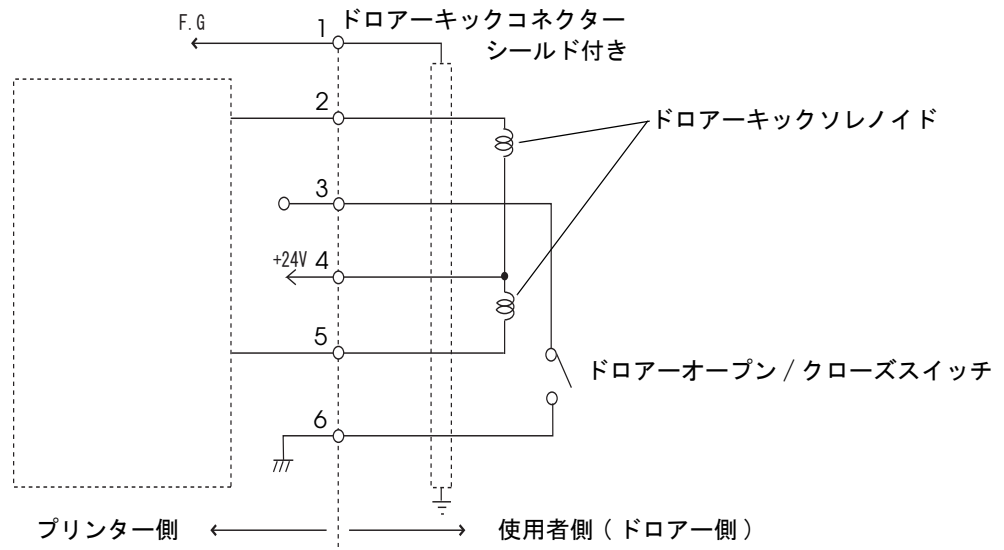 F.G
1
ドロアーキックコネクター
シールド付き
2
ドロアーキックソレノイド
3
+24V 4
5
ドロアーオープン / クローズスイッチ
6
プリンター側
使用者側 ( ドロアー側 )